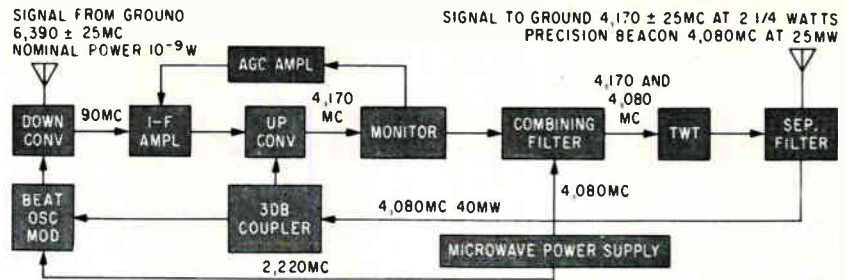 SIGNAL FROM GROUND
6,390 ± 25MC
NOMINAL POWER 10⁻⁹W
SIGNAL TO GROUND 4,170 ± 25MC AT 2 1/4 WATTS
PRECISION BEACON 4,080MC AT 25MW
AGC AMPL
DOWN
CONV
90MC
I-F
AMPL
UP
CONV
4,170
MC
MONITOR
COMBINING
FILTER
4,170 AND
4,080
MC
TWT
SEP.
FILTER
BEAT
OSC
MOD
3DB
COUPLER
4,080MC 40MW
4,080MC
MICROWAVE POWER SUPPLY
2,220MC